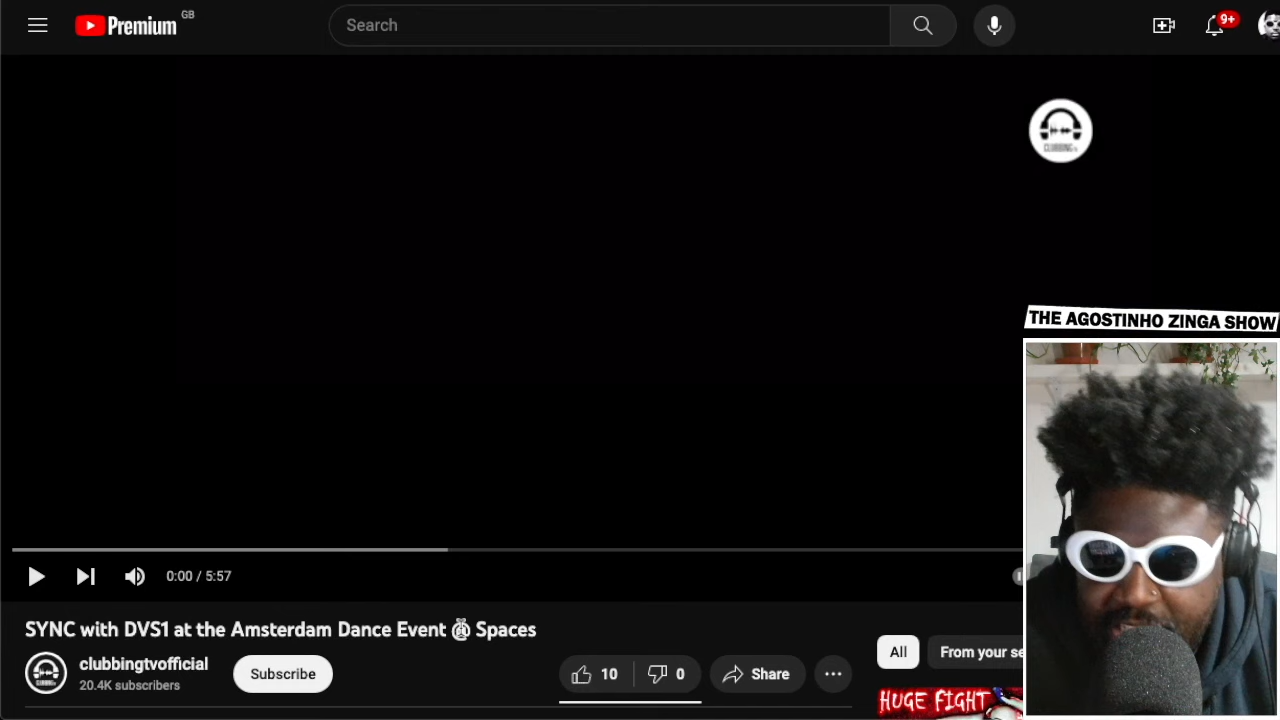 Premium GB
Search
9+
CLUBBING
THE AGOSTINHO ZINGA SHOW
0:00 / 5:57
SYNC with DVS1 at the Amsterdam Dance Event @ Spaces
clubbingtvofficial
20.4K subscribers
Subscribe
10
0
Share
All
From your se
HUGE FIGHT